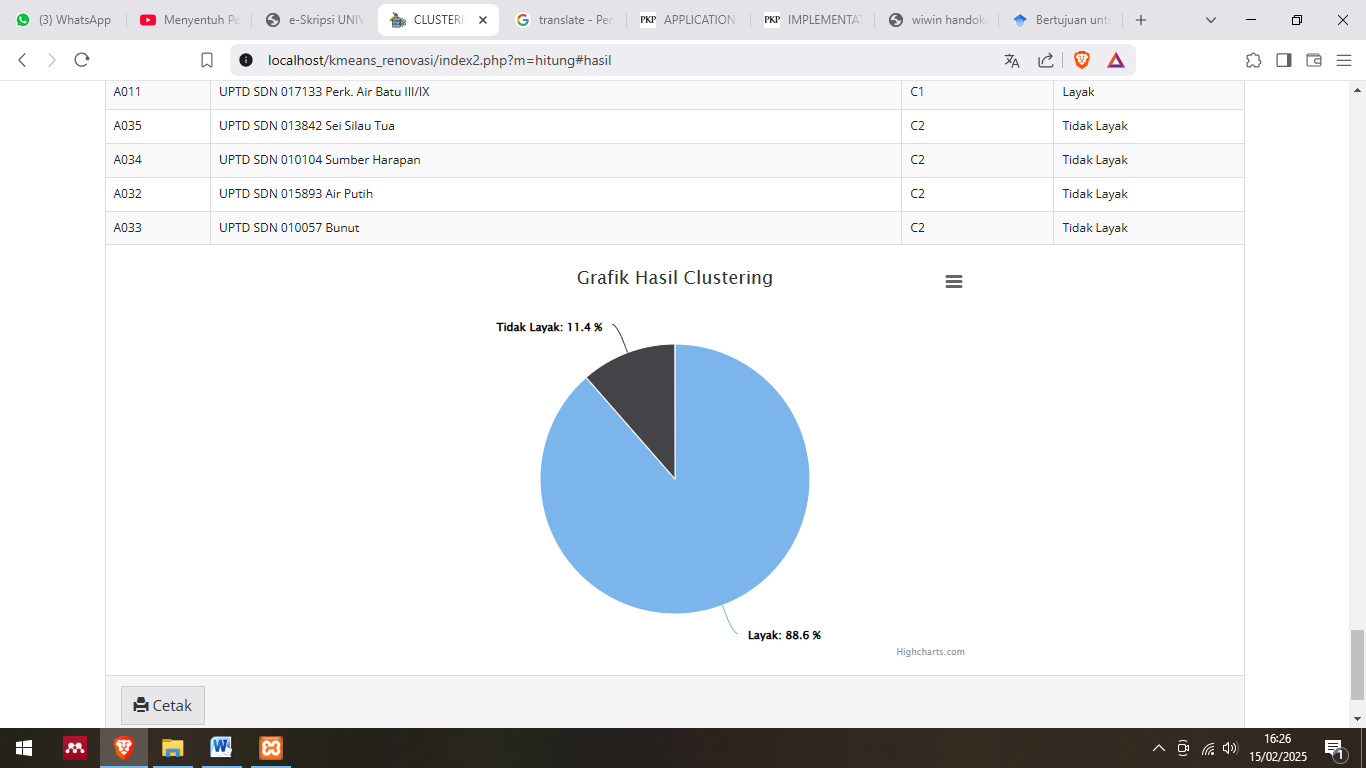 (3) WhatsApp
Menyentuh Pe
e-Skripsi UNIV
CLUSTERI
translate - Pen
PKP APPLICATION
PKP IMPLEMENTAT
wiwin handok
Bertujuan untu
localhost/kmeans_renovasi/index2.php?m=hitung#hasil
A011 UPTD SDN 017133 Perk. Air Batu III/IX C1 Layak
A035 UPTD SDN 013842 Sei Silau Tua C2 Tidak Layak
A034 UPTD SDN 010104 Sumber Harapan C2 Tidak Layak
A032 UPTD SDN 015893 Air Putih C2 Tidak Layak
A033 UPTD SDN 010057 Bunut C2 Tidak Layak
Grafik Hasil Clustering
Tidak Layak: 11.4 %
Layak: 88.6 %
Highcharts.com
Cetak
16:26
15/02/2025
1